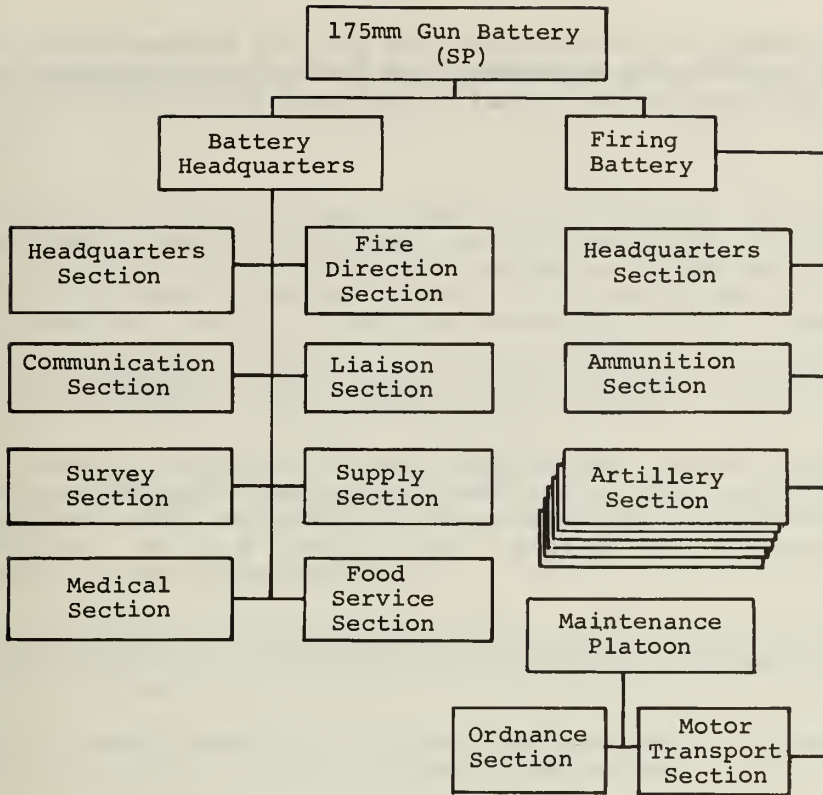 175mm Gun Battery
(SP)
Battery
Headquarters
Firing
Battery
Headquarters
Section
Fire
Direction
Section
Headquarters
Section
Communication
Section
Liaison
Section
Ammunition
Section
Survey
Section
Supply
Section
Artillery
Section
Medical
Section
Food
Service
Section
Maintenance
Platoon
Ordnance
Section
Motor
Transport
Section